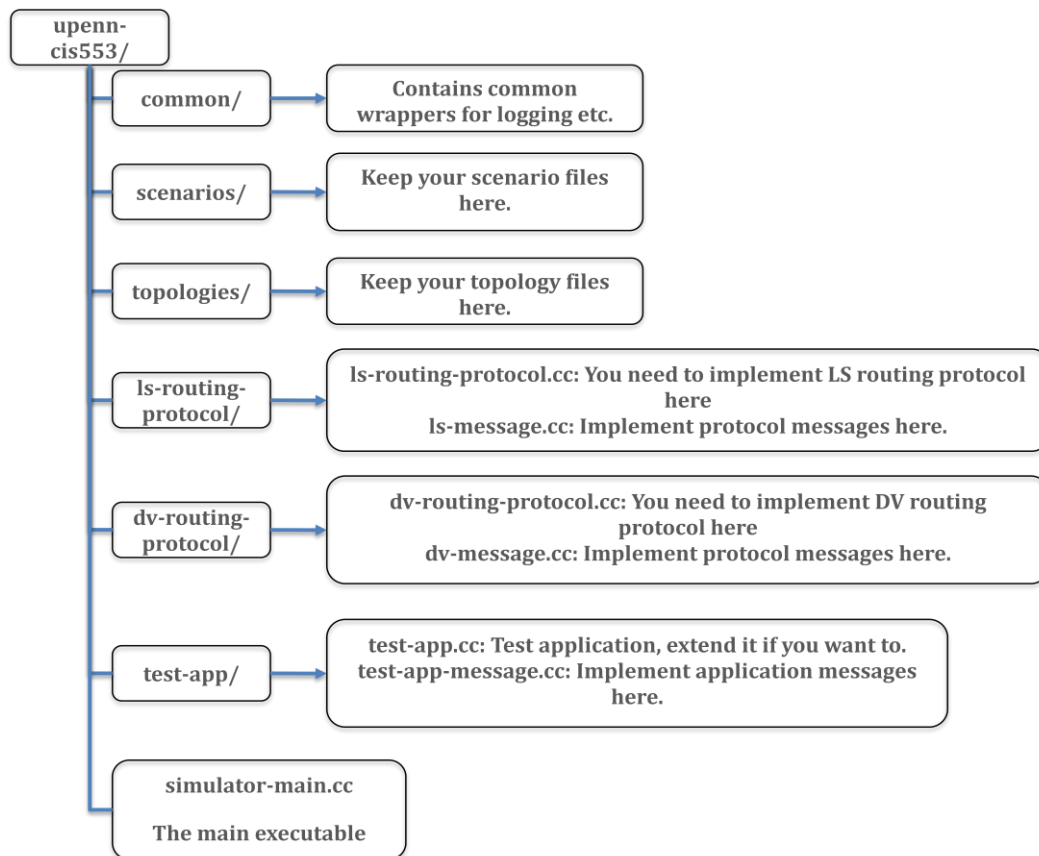 upenn-
cis553/
common/
Contains common
wrappers for logging etc.
scenarios/
Keep your scenario files
here.
topologies/
Keep your topology files
here.
ls-routing-
protocol/
ls-routing-protocol.cc: You need to implement LS routing protocol
here
ls-message.cc: Implement protocol messages here.
dv-routing-
protocol/
dv-routing-protocol.cc: You need to implement DV routing
protocol here
dv-message.cc: Implement protocol messages here.
test-app/
test-app.cc: Test application, extend it if you want to.
test-app-message.cc: Implement application messages
here.
simulator-main.cc
The main executable